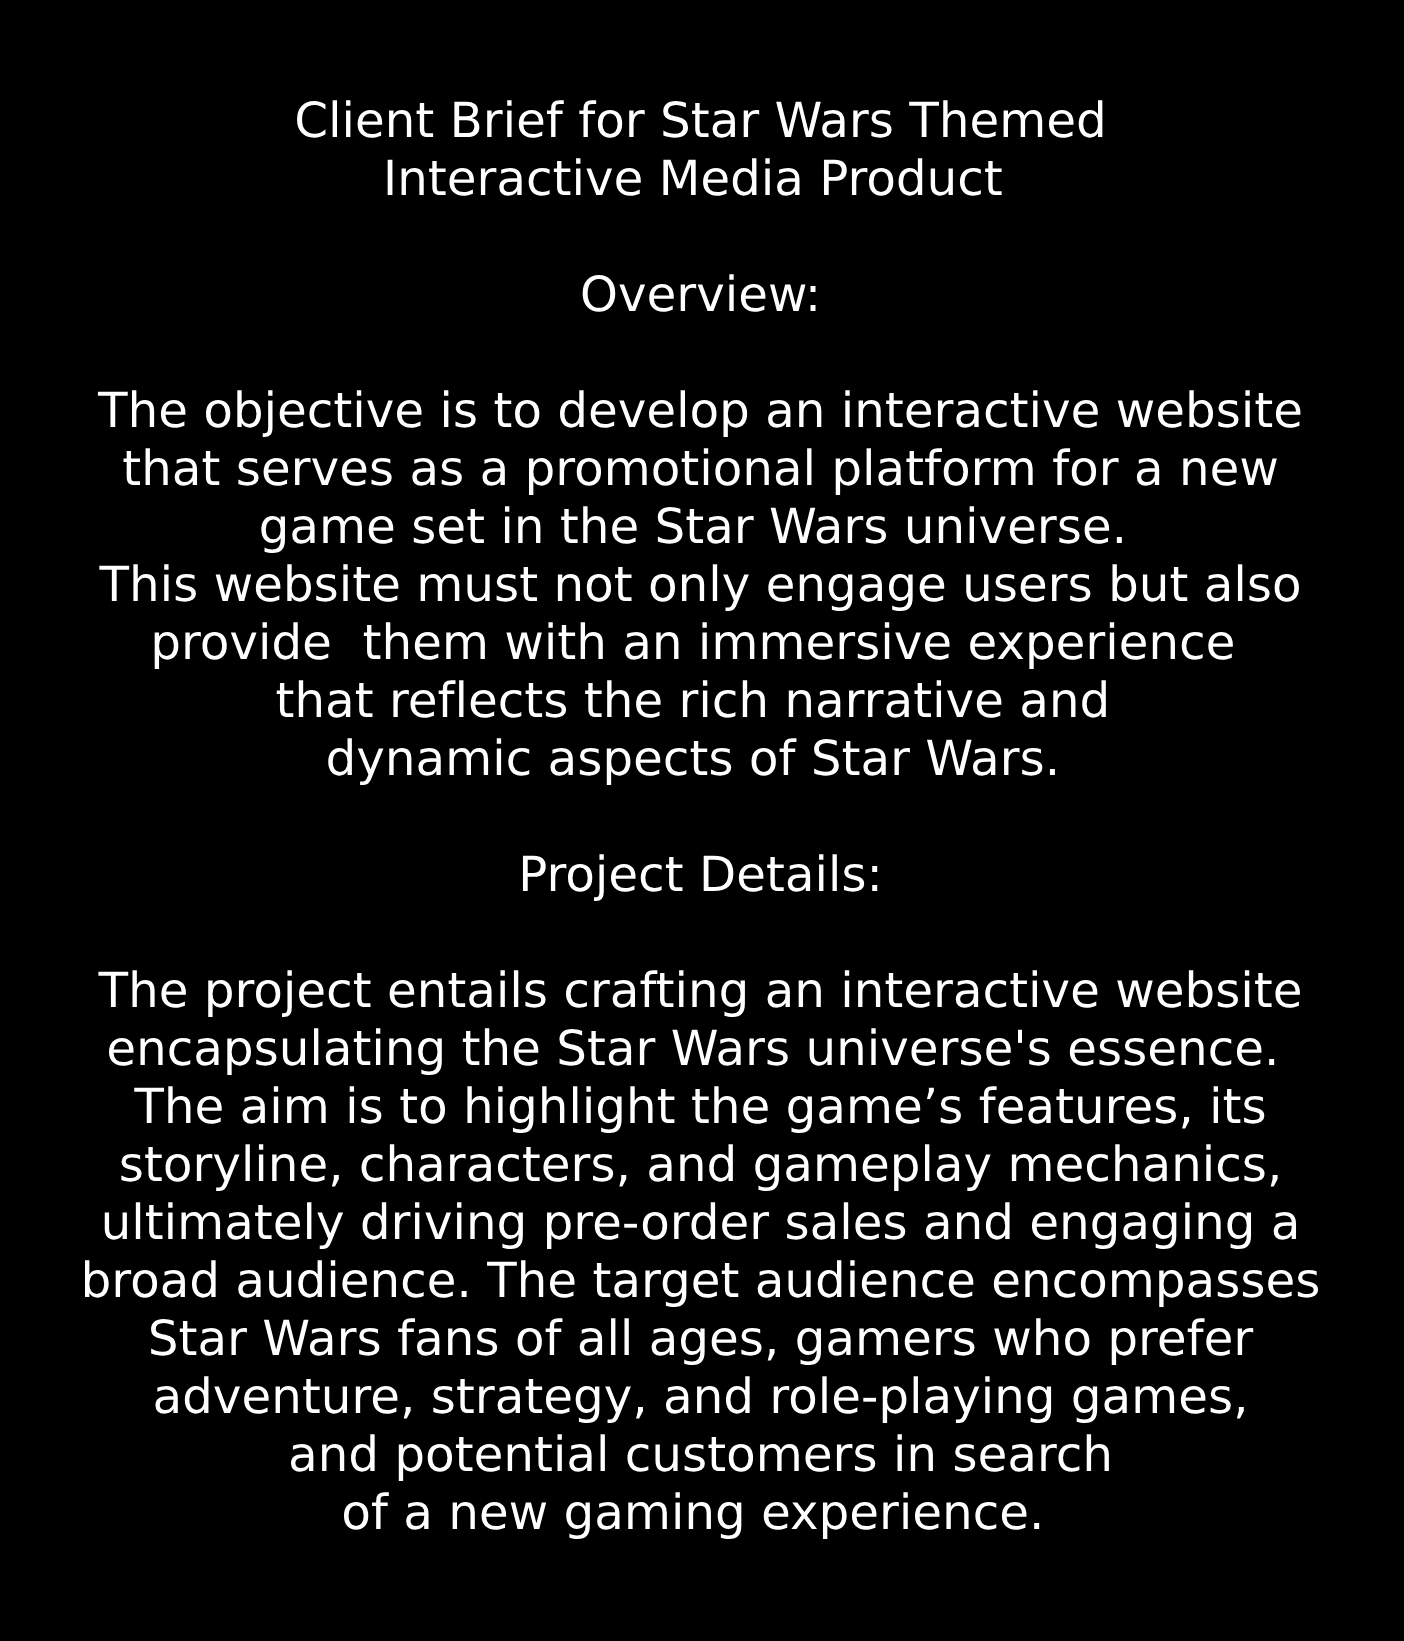 Client Brief for Star Wars Themed
Interactive Media Product
Overview:
The objective is to develop an interactive website
that serves as a promotional platform for a new
game set in the Star Wars universe.
This website must not only engage users but also
provide  them with an immersive experience
that reflects the rich narrative and
dynamic aspects of Star Wars.
Project Details:
The project entails crafting an interactive website
encapsulating the Star Wars universe's essence.
The aim is to highlight the game’s features, its
storyline, characters, and gameplay mechanics,
ultimately driving pre-order sales and engaging a
broad audience. The target audience encompasses
Star Wars fans of all ages, gamers who prefer
adventure, strategy, and role-playing games,
and potential customers in search
of a new gaming experience.